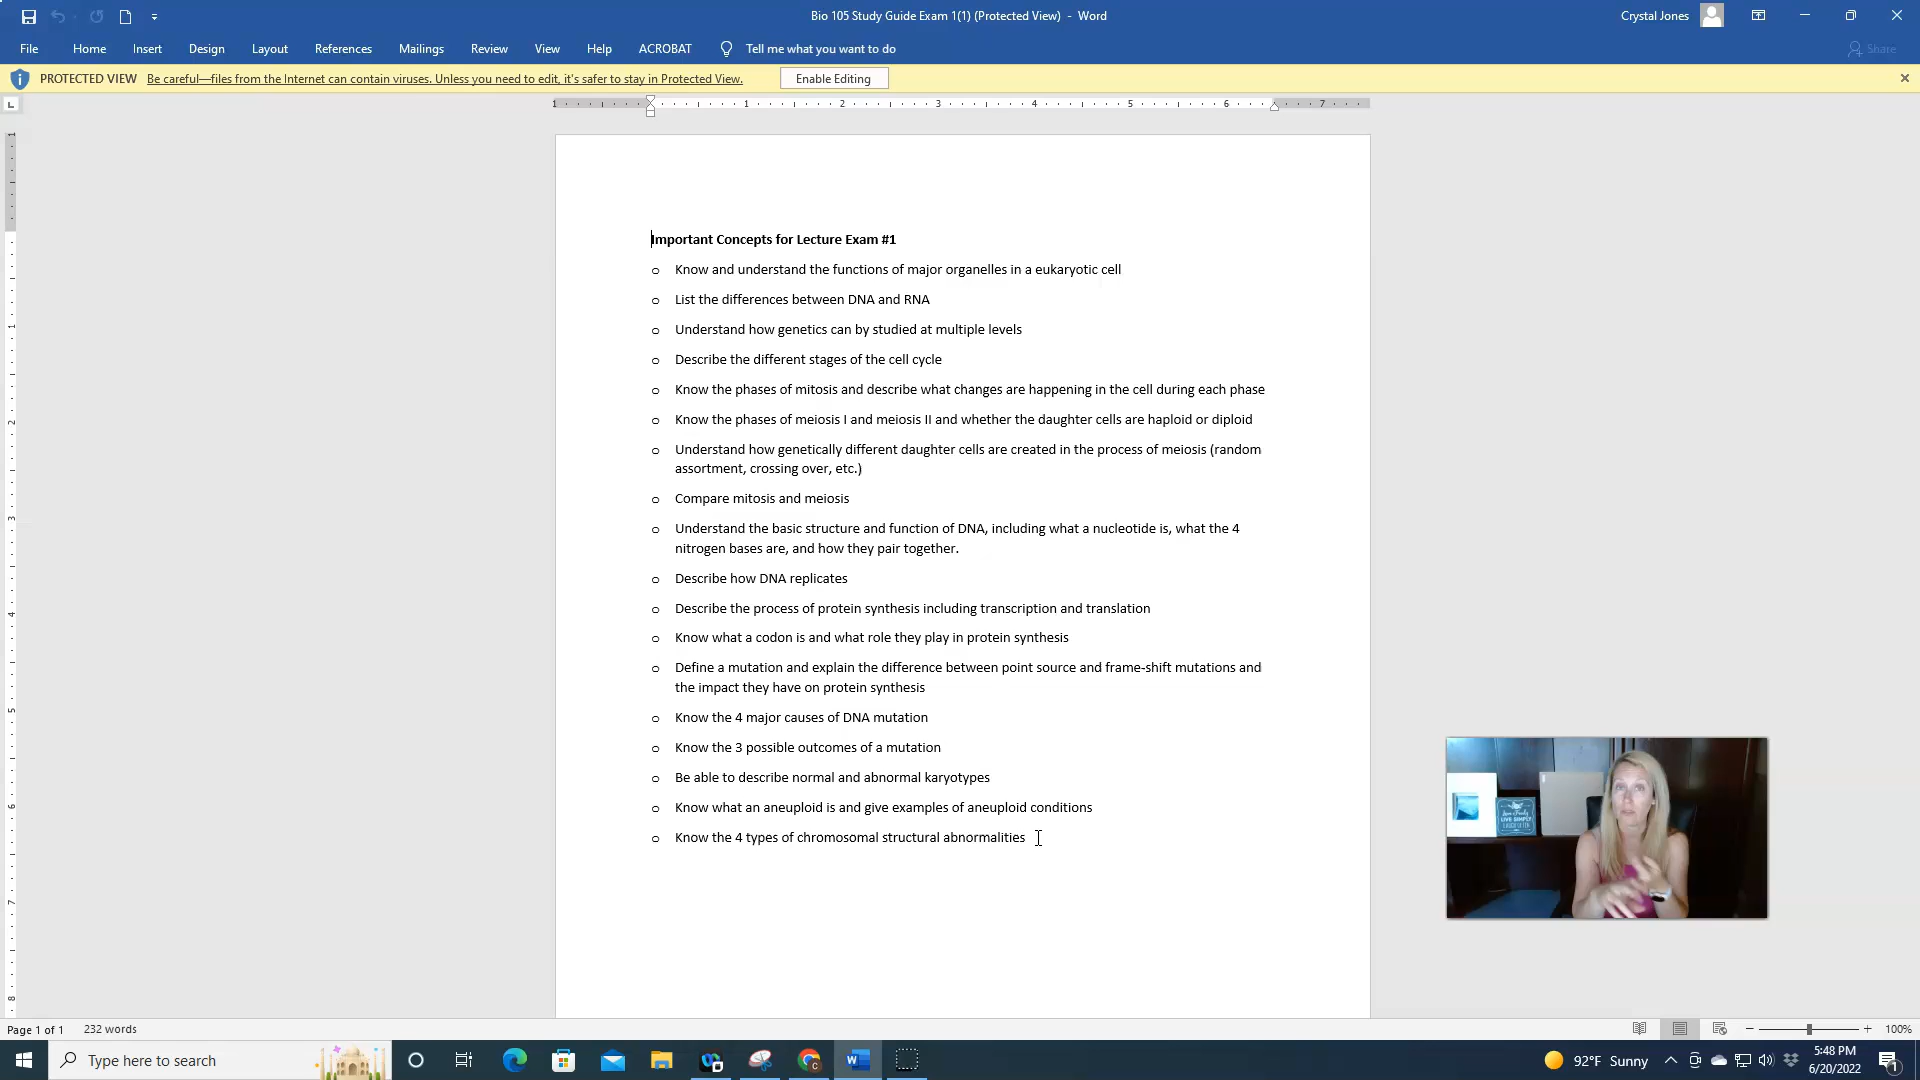 Bio 105 Study Guide Exam 1(1) (Protected View) - Word
Crystal Jones
File Home Insert Design Layout References Mailings Review View Help ACROBAT Tell me what you want to do Share
PROTECTED VIEW Be careful—files from the Internet can contain viruses. Unless you need to edit, it's safer to stay in Protected View. Enable Editing
1 1 2 3 4 5 6 7
Important Concepts for Lecture Exam #1
o Know and understand the functions of major organelles in a eukaryotic cell
o List the differences between DNA and RNA
o Understand how genetics can by studied at multiple levels
o Describe the different stages of the cell cycle
o Know the phases of mitosis and describe what changes are happening in the cell during each phase
o Know the phases of meiosis I and meiosis II and whether the daughter cells are haploid or diploid
o Understand how genetically different daughter cells are created in the process of meiosis (random
assortment, crossing over, etc.)
o Compare mitosis and meiosis
o Understand the basic structure and function of DNA, including what a nucleotide is, what the 4
nitrogen bases are, and how they pair together.
o Describe how DNA replicates
o Describe the process of protein synthesis including transcription and translation
o Know what a codon is and what role they play in protein synthesis
o Define a mutation and explain the difference between point source and frame-shift mutations and
the impact they have on protein synthesis
o Know the 4 major causes of DNA mutation
o Know the 3 possible outcomes of a mutation
o Be able to describe normal and abnormal karyotypes
o Know what an aneuploid is and give examples of aneuploid conditions
o Know the 4 types of chromosomal structural abnormalities
LIVE SIMPLY
Page 1 of 1 232 words 100%
Type here to search
92°F Sunny
5:48 PM
6/20/2022
1